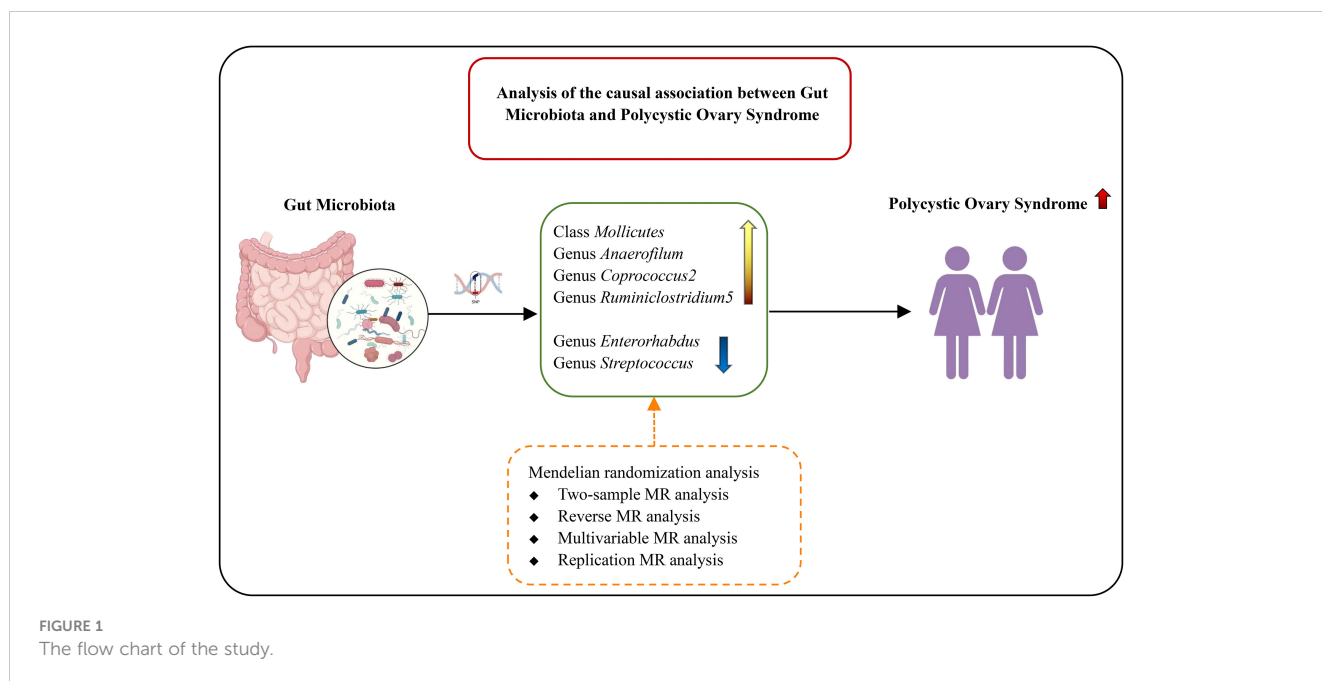 Analysis of the causal association between Gut
Microbiota and Polycystic Ovary Syndrome
Gut Microbiota
SNP
Class Mollicutes
Genus Anaerofilum
Genus Coprococcus2
Genus Ruminiclostridium5
Genus Enterorhabdus
Genus Streptococcus
Polycystic Ovary Syndrome
Mendelian randomization analysis
◆ Two-sample MR analysis
◆ Reverse MR analysis
◆ Multivariable MR analysis
◆ Replication MR analysis
FIGURE 1
The flow chart of the study.